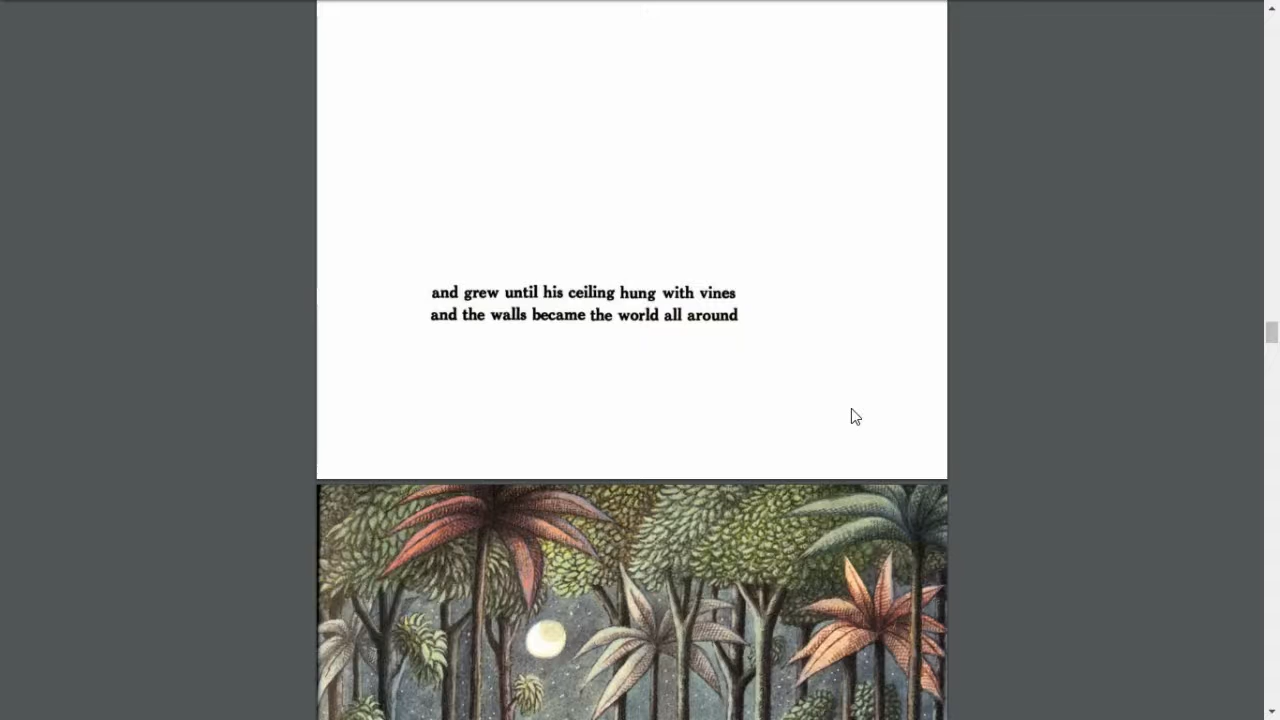 and grew until his ceiling hung with vines
and the walls became the world all around